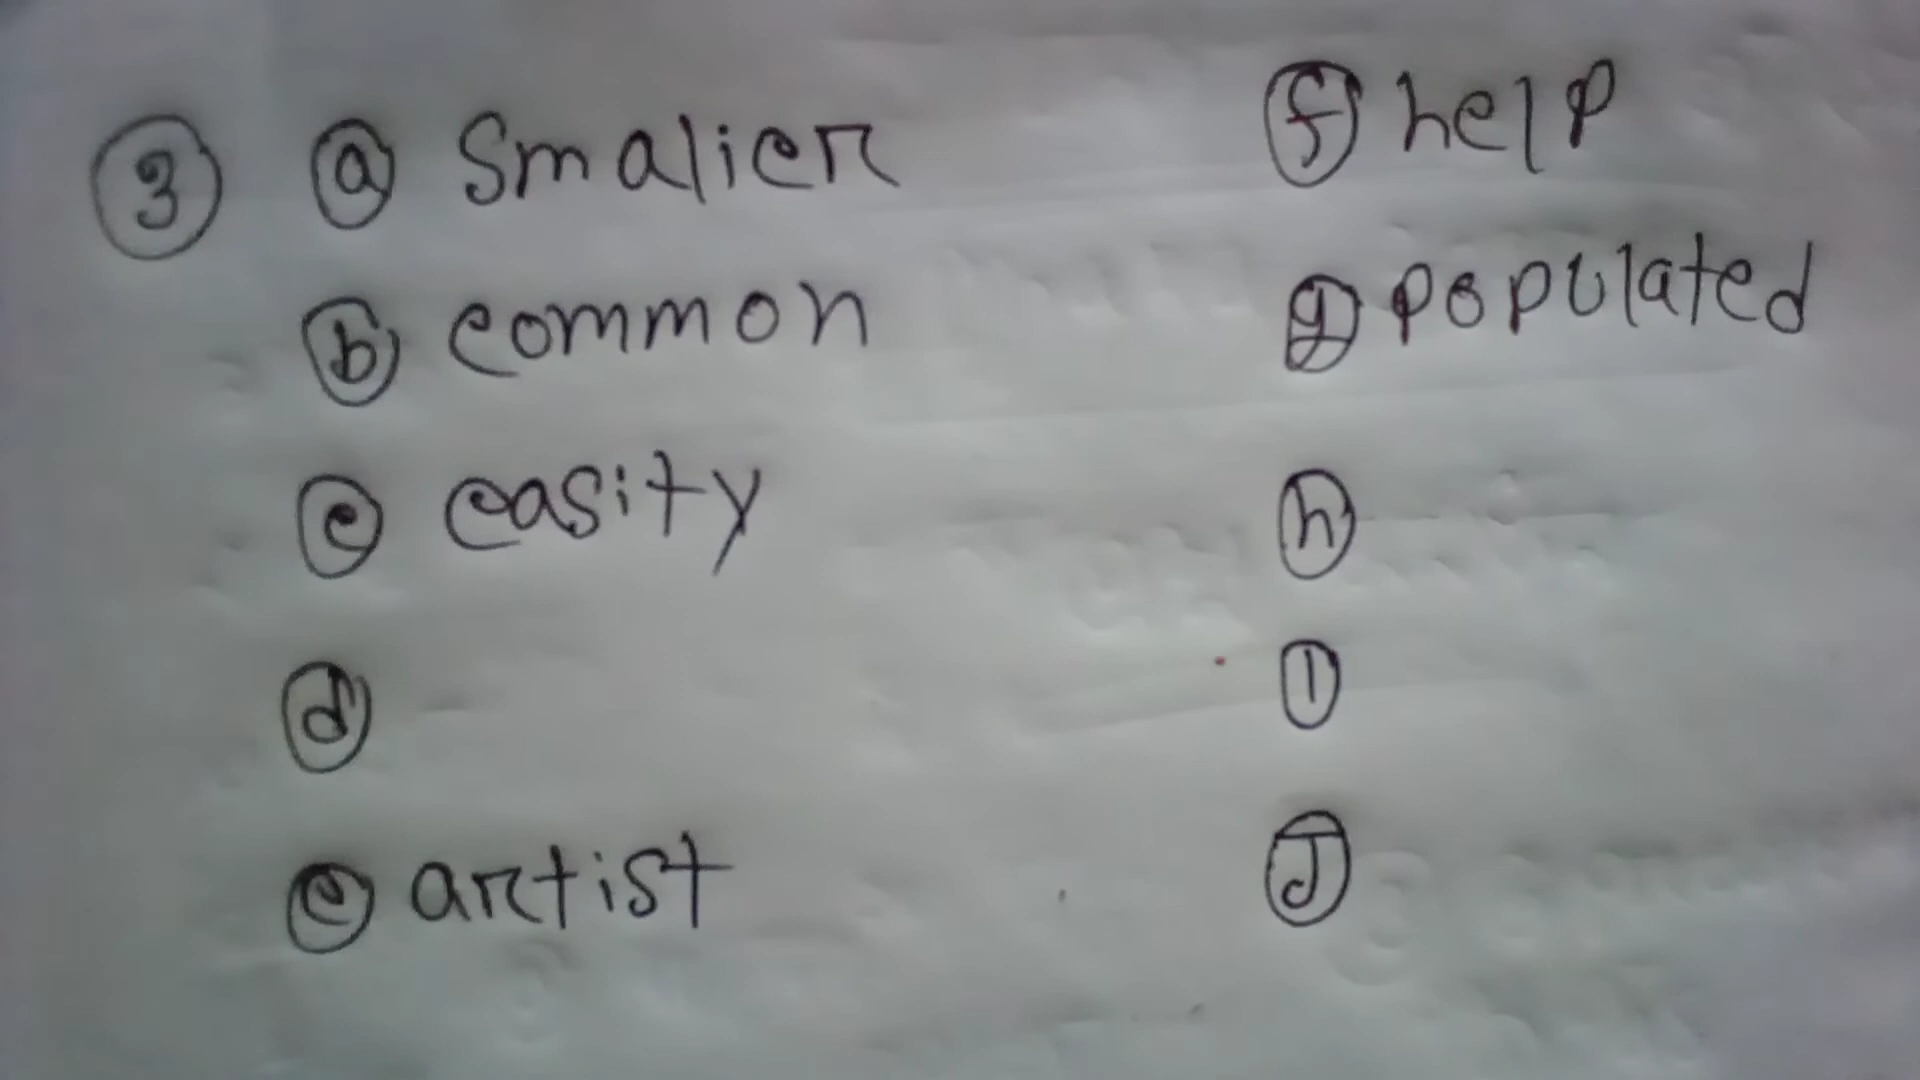 3 a smalier
b common
c easity
d
e artist
f help
g populated
h
i
J